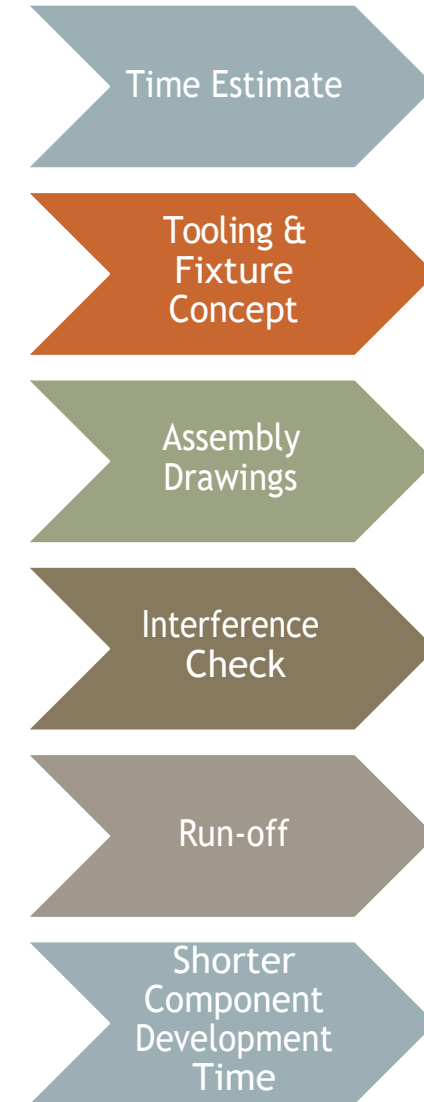 Time Estimate
Tooling &
Fixture
Concept
Assembly
Drawings
Interference
Check
Run-off
Shorter
Component
Development
Time